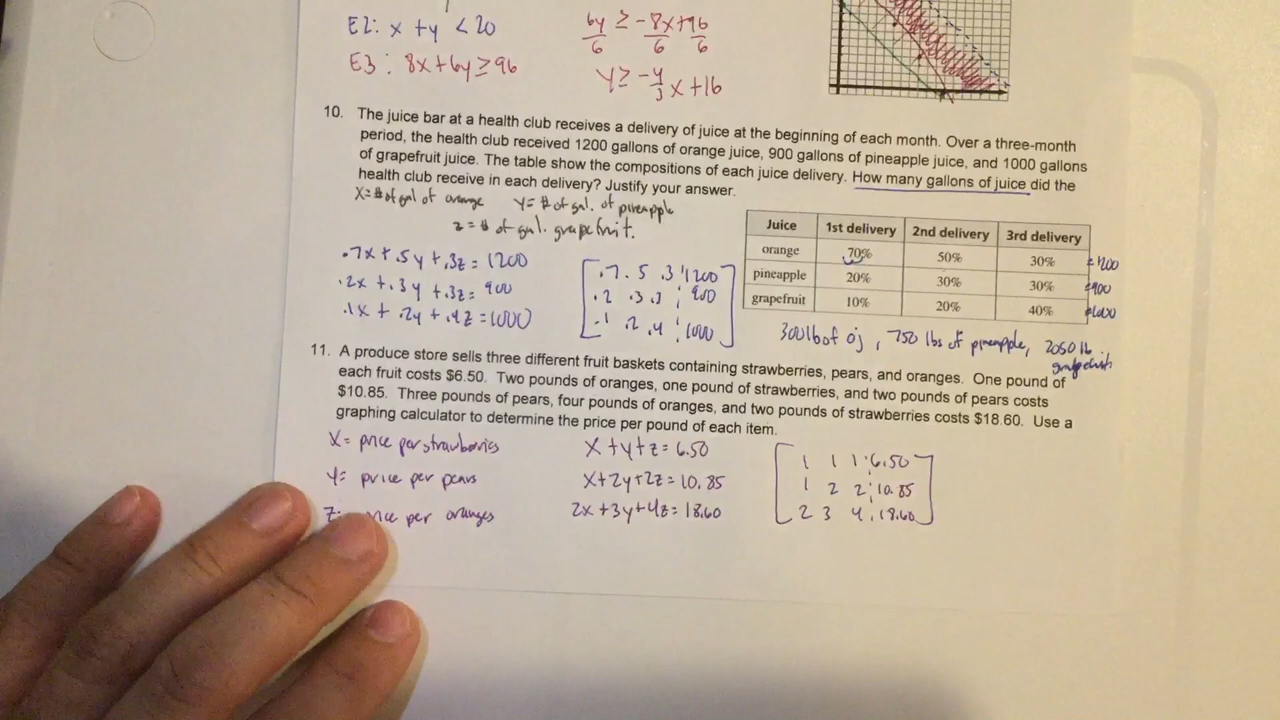 E2: x + y < 20
E3: 8x+6y ≥ 96
6y ≥ -8x+96
6 6 6
y ≥ -4/3 x + 16
10. The juice bar at a health club receives a delivery of juice at the beginning of each month. Over a three-month
period, the health club received 1200 gallons of orange juice, 900 gallons of pineapple juice, and 1000 gallons
of grapefruit juice. The table show the compositions of each juice delivery. How many gallons of juice did the
health club receive in each delivery? Justify your answer.
X = # of gal of orange y = # of gal. of pineapple
z = # of gal. grapefruit.
.7x + .5y + .3z = 1200
.2x + .3y + .3z = 900
.1x + .2y + .4z = 1000
.7 .5 .3 1200
.2 .3 .3 900
.1 .2 .4 1000
Juice 1st delivery 2nd delivery 3rd delivery
orange 70% 50% 30% =1200
pineapple 20% 30% 30% =900
grapefruit 10% 20% 40% =1000
300 lb of oj, 750 lbs of pineapple, 2050 lb
grapefruit
11. A produce store sells three different fruit baskets containing strawberries, pears, and oranges. One pound of
each fruit costs $6.50. Two pounds of oranges, one pound of strawberries, and two pounds of pears costs
$10.85. Three pounds of pears, four pounds of oranges, and two pounds of strawberries costs $18.60. Use a
graphing calculator to determine the price per pound of each item.
X = price per strawberries
y = price per pears
per oranges
x + y + z = 6.50
x + 2y + 2z = 10.85
2x + 3y + 4z = 18.60
1 1 1 6.50
1 2 2 10.85
2 3 4 18.60